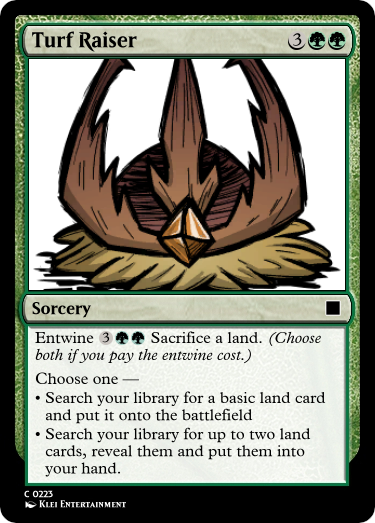 Turf Raiser 3
Sorcery
Entwine 3 Sacrifice a land. (Choose
both if you pay the entwine cost.)
Choose one —
• Search your library for a basic land card
and put it onto the battlefield
• Search your library for up to two land
cards, reveal them and put them into
your hand.
C 0223
Klei Entertainment